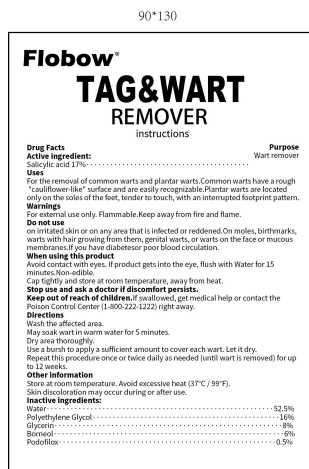 90*130
Flobow®
TAG&WART
REMOVER
instructions
Drug Facts Purpose
Active ingredient: Wart remover
Salicylic acid 17%
Uses
For the removal of common warts and plantar warts.Common warts have a rough
"cauliflower-like" surface and are easily recognizable.Plantar warts are located
only on the soles of the feet, tender to touch, with an interrupted footprint pattern.
Warnings
For external use only. Flammable.Keep away from fire and flame.
Do not use
on irritated skin or on any area that is infected or reddened.On moles, birthmarks,
warts with hair growing from them, genital warts, or warts on the face or mucous
membranes.If you have diabetesor poor blood circulation.
When using this product
Avoid contact with eyes. If product gets into the eye, flush with Water for 15
minutes.Non-edible.
Cap tightly and store at room temperature, away from heat.
Stop use and ask a doctor if discomfort persists.
Keep out of reach of children.If swallowed, get medical help or contact the
Poison Control Center (1-800-222-1222) right away.
Directions
Wash the affected area.
May soak wart in warm water for 5 minutes.
Dry area thoroughly.
Use a bursh to apply a sufficient amount to cover each wart. Let it dry.
Repeat this procedure once or twice daily as needed (until wart is removed) for up
to 12 weeks.
Other information
Store at room temperature. Avoid excessive heat (37°C / 99°F).
Skin discoloration may occur during or after use.
Inactive ingredients:
Water 52.5%
Polyethylene Glycol 16%
Glycerin 8%
Borneol 6%
Podofilox 0.5%